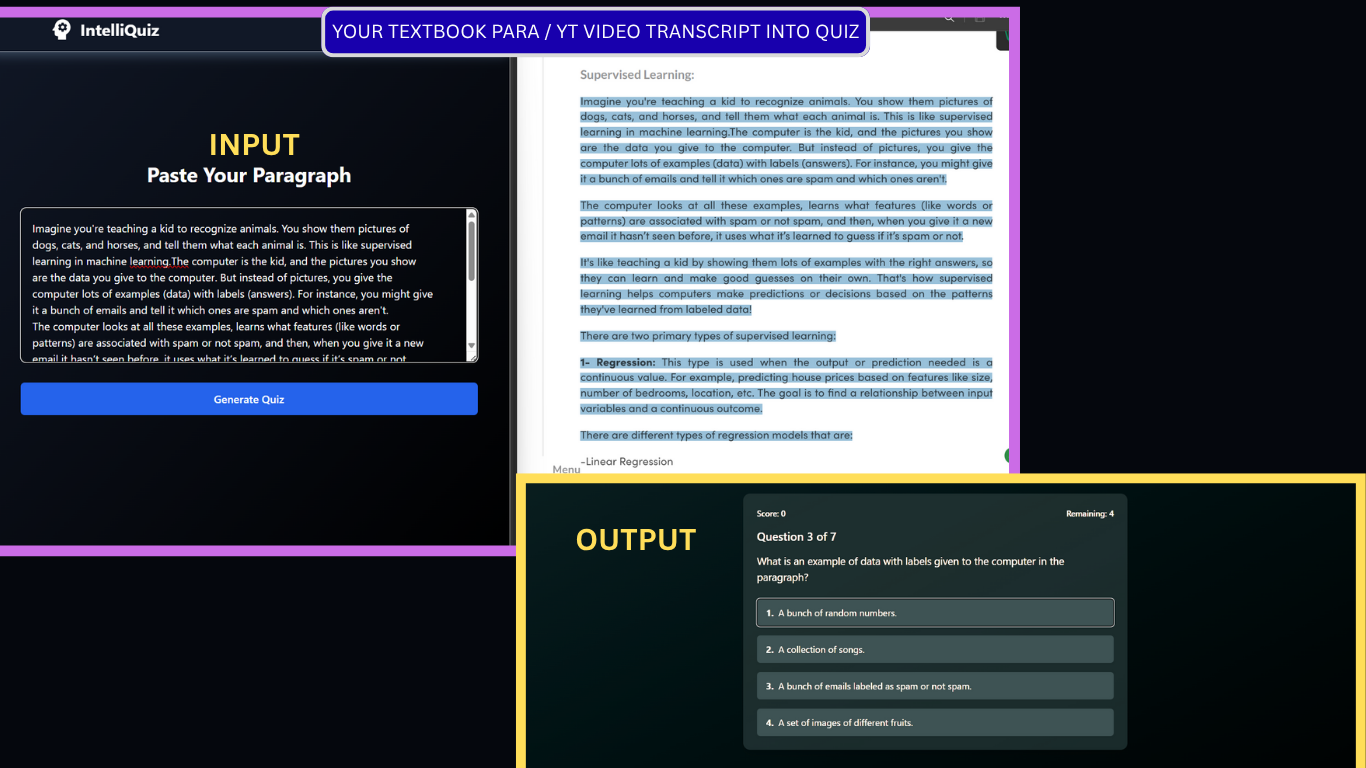 IntelliQuiz
YOUR TEXTBOOK PARA / YT VIDEO TRANSCRIPT INTO QUIZ
INPUT
Paste Your Paragraph
Imagine you're teaching a kid to recognize animals. You show them pictures of
dogs, cats, and horses, and tell them what each animal is. This is like supervised
learning in machine learning.The computer is the kid, and the pictures you show
are the data you give to the computer. But instead of pictures, you give the
computer lots of examples (data) with labels (answers). For instance, you might give
it a bunch of emails and tell it which ones are spam and which ones aren't.
The computer looks at all these examples, learns what features (like words or
patterns) are associated with spam or not spam, and then, when you give it a new
email it hasn't seen before, it uses what it's learned to guess if it's spam or not.
Generate Quiz
Supervised Learning:
Imagine you're teaching a kid to recognize animals. You show them pictures of
dogs, cats, and horses, and tell them what each animal is. This is like supervised
learning in machine learning.The computer is the kid, and the pictures you show
are the data you give to the computer. But instead of pictures, you give the
computer lots of examples (data) with labels (answers). For instance, you might give
it a bunch of emails and tell it which ones are spam and which ones aren't.
The computer looks at all these examples, learns what features (like words or
patterns) are associated with spam or not spam, and then, when you give it a new
email it hasn't seen before, it uses what it's learned to guess if it's spam or not.
It's like teaching a kid by showing them lots of examples with the right answers, so
they can learn and make good guesses on their own. That's how supervised
learning helps computers make predictions or decisions based on the patterns
they've learned from labeled data!
There are two primary types of supervised learning:
1- Regression: This type is used when the output or prediction needed is a
continuous value. For example, predicting house prices based on features like size,
number of bedrooms, location, etc. The goal is to find a relationship between input
variables and a continuous outcome.
There are different types of regression models that are:
-Linear Regression
Menu
OUTPUT
Score: 0
Remaining: 4
Question 3 of 7
What is an example of data with labels given to the computer in the
paragraph?
1. A bunch of random numbers.
2. A collection of songs.
3. A bunch of emails labeled as spam or not spam.
4. A set of images of different fruits.